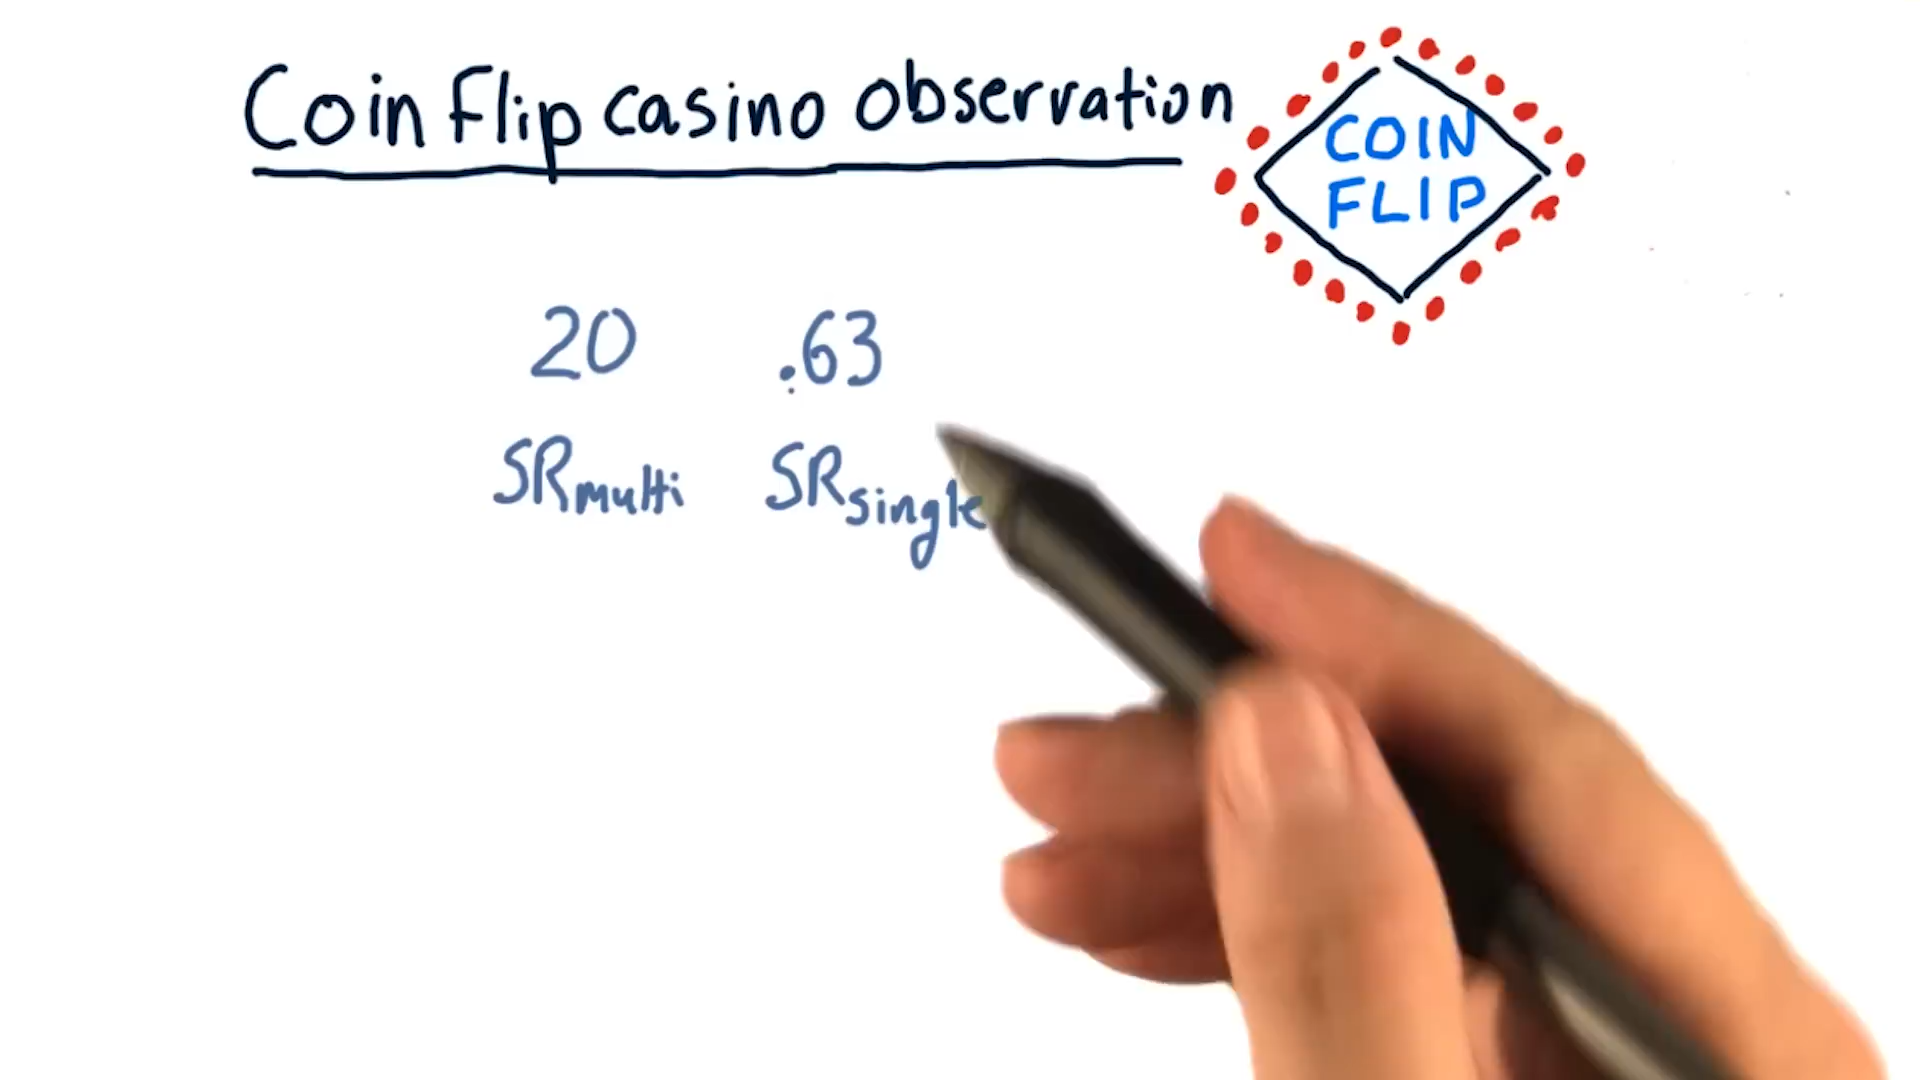 Coin Flip casino observation
COIN
FLIP
20 .63
SRmulti SRsingle